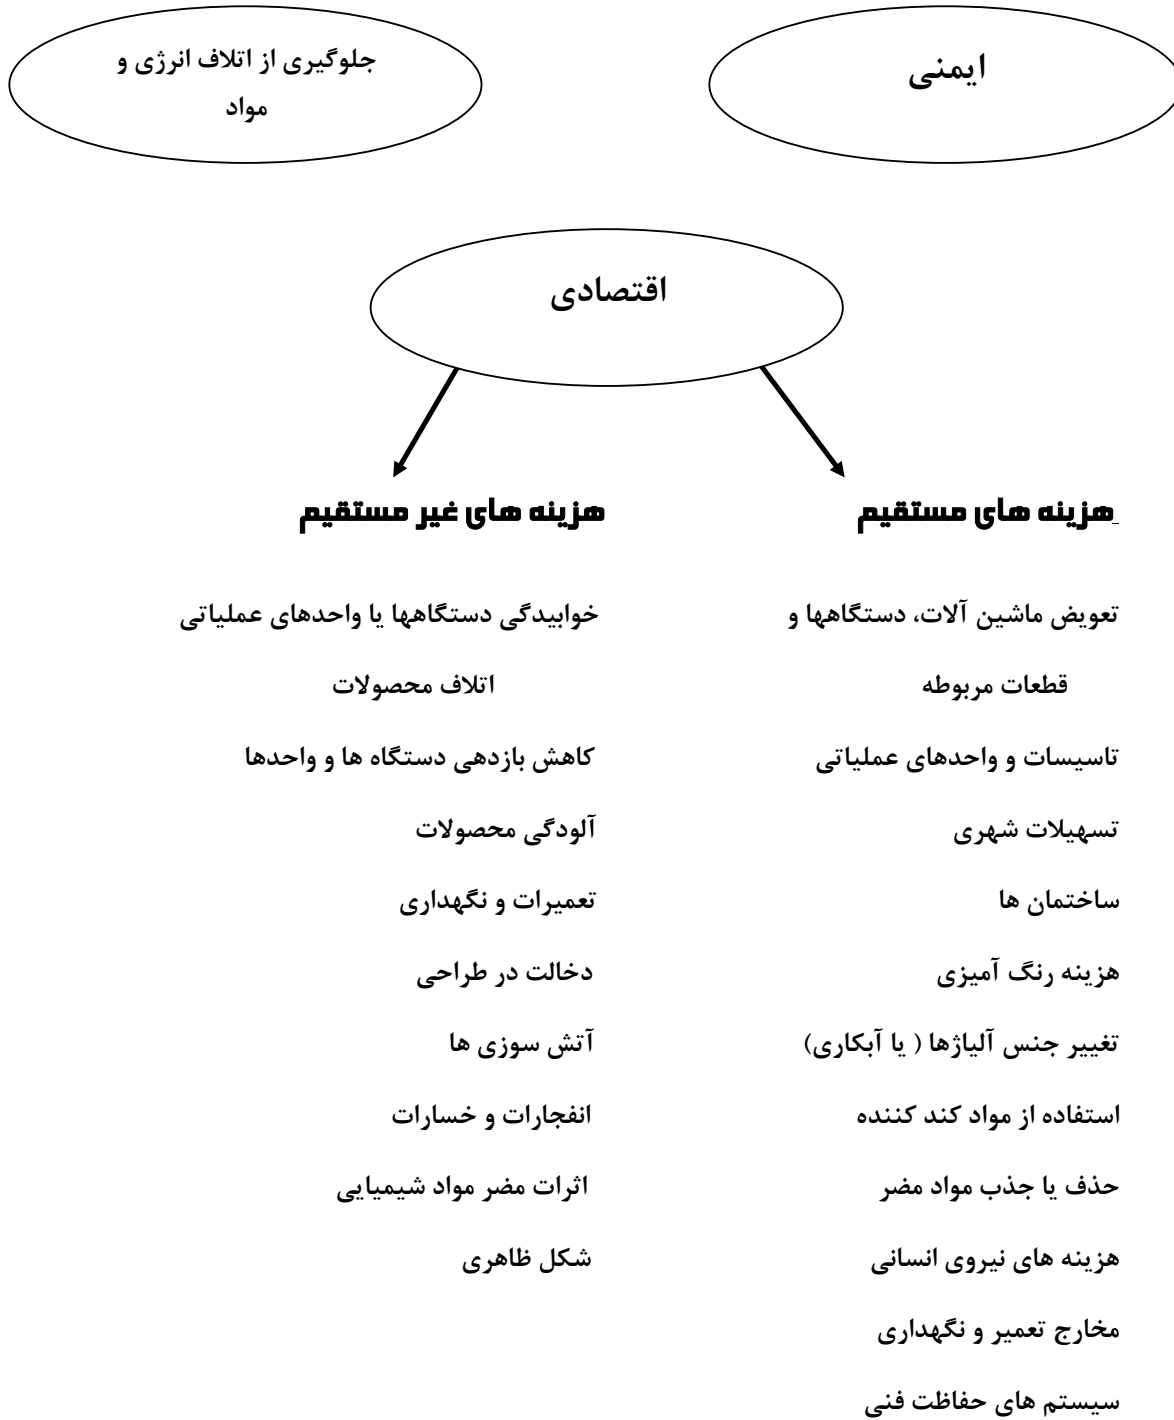 ایمنی
جلوگیری از اتلاف انرژی و
مواد
اقتصادی
هزینه های مستقیم
تعویض ماشین آلات، دستگاهها و
قطعات مربوطه
تاسیسات و واحدهای عملیاتی
تسهیلات شهری
ساختمان ها
هزینه رنگ آمیزی
تغییر جنس آلیاژها ( یا آبکاری)
استفاده از مواد کند کننده
حذف یا جذب مواد مضر
هزینه های نیروی انسانی
مخارج تعمیر و نگهداری
سیستم های حفاظت فنی
هزینه های غیر مستقیم
خوابیدگی دستگاهها یا واحدهای عملیاتی
اتلاف محصولات
کاهش بازدهی دستگاه ها و واحدها
آلودگی محصولات
تعمیرات و نگهداری
دخالت در طراحی
آتش سوزی ها
انفجارات و خسارات
اثرات مضر مواد شیمیایی
شکل ظاهری